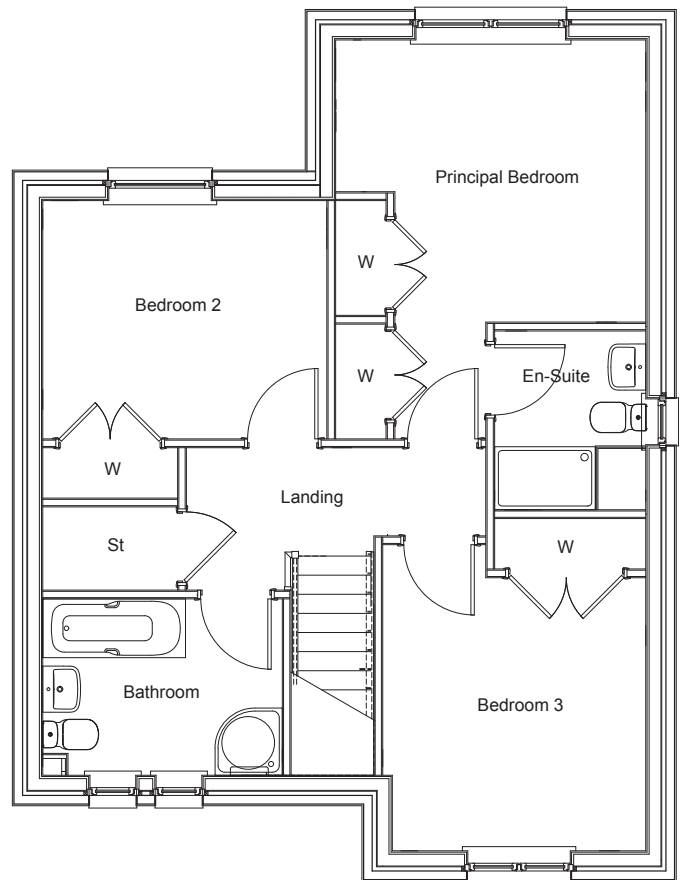 Principal Bedroom
W
Bedroom 2
W
En-Suite
W
Landing
St
W
Bathroom
Bedroom 3